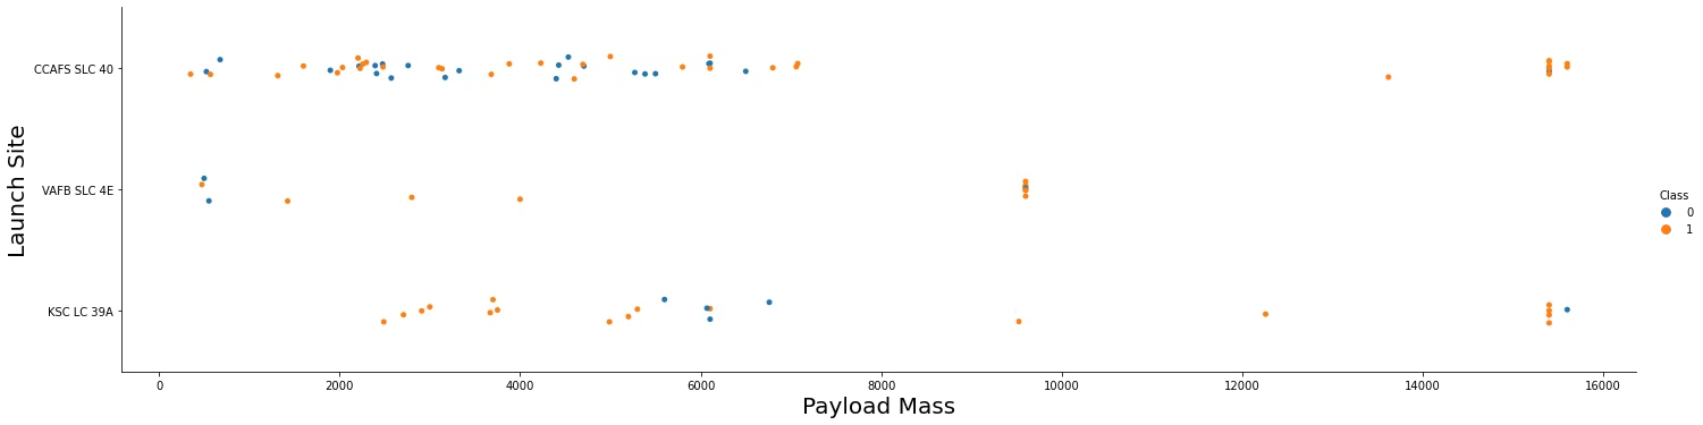 CCAFS SLC 40
VAFB SLC 4E
KSC LC 39A
Launch Site
0 2000 4000 6000 8000 10000 12000 14000 16000
Payload Mass
Class
0
1